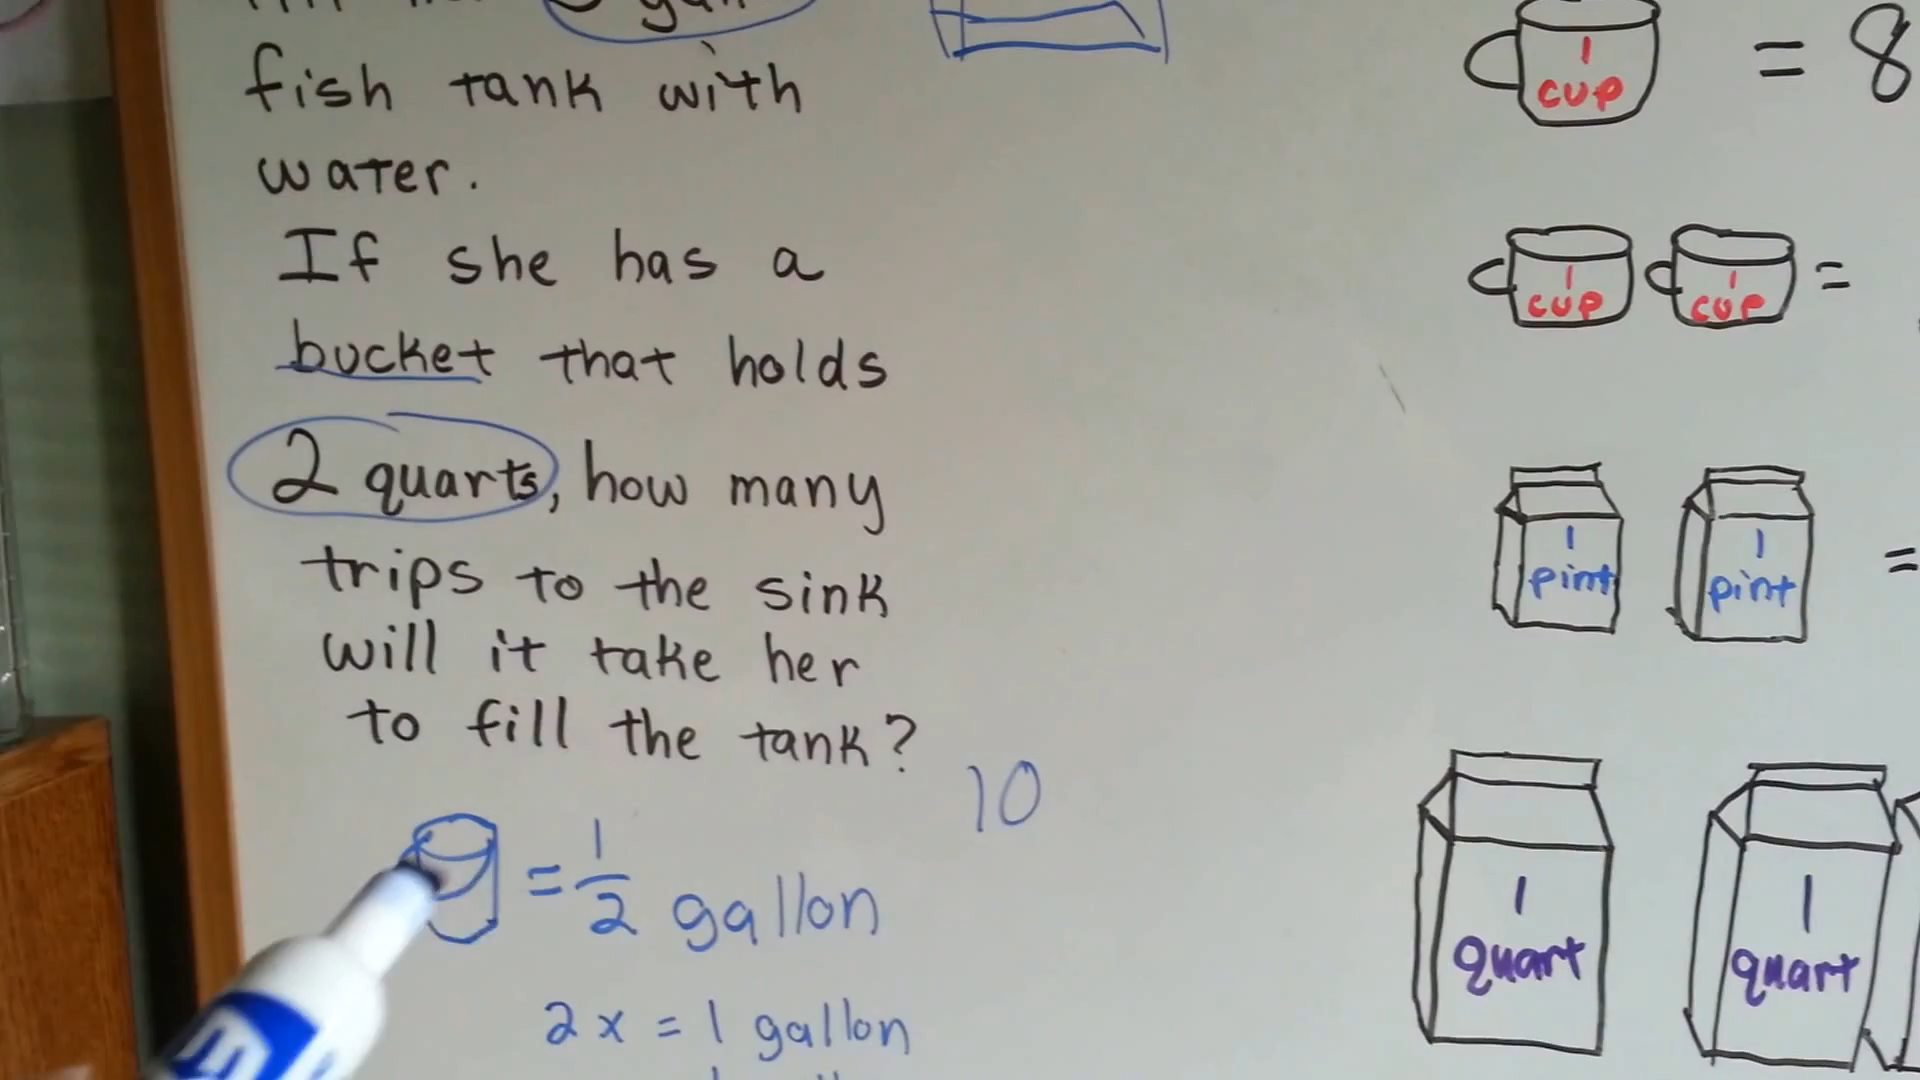 gall
fish tank with
water.
If she has a
bucket that holds
2 quarts, how many
trips to the sink
will it take her
to fill the tank?
10
= 1/2 gallon
2x = 1 gallon
1 cup = 8
1 cup 1 cup =
1 pint 1 pint =
1 quart 1 quart